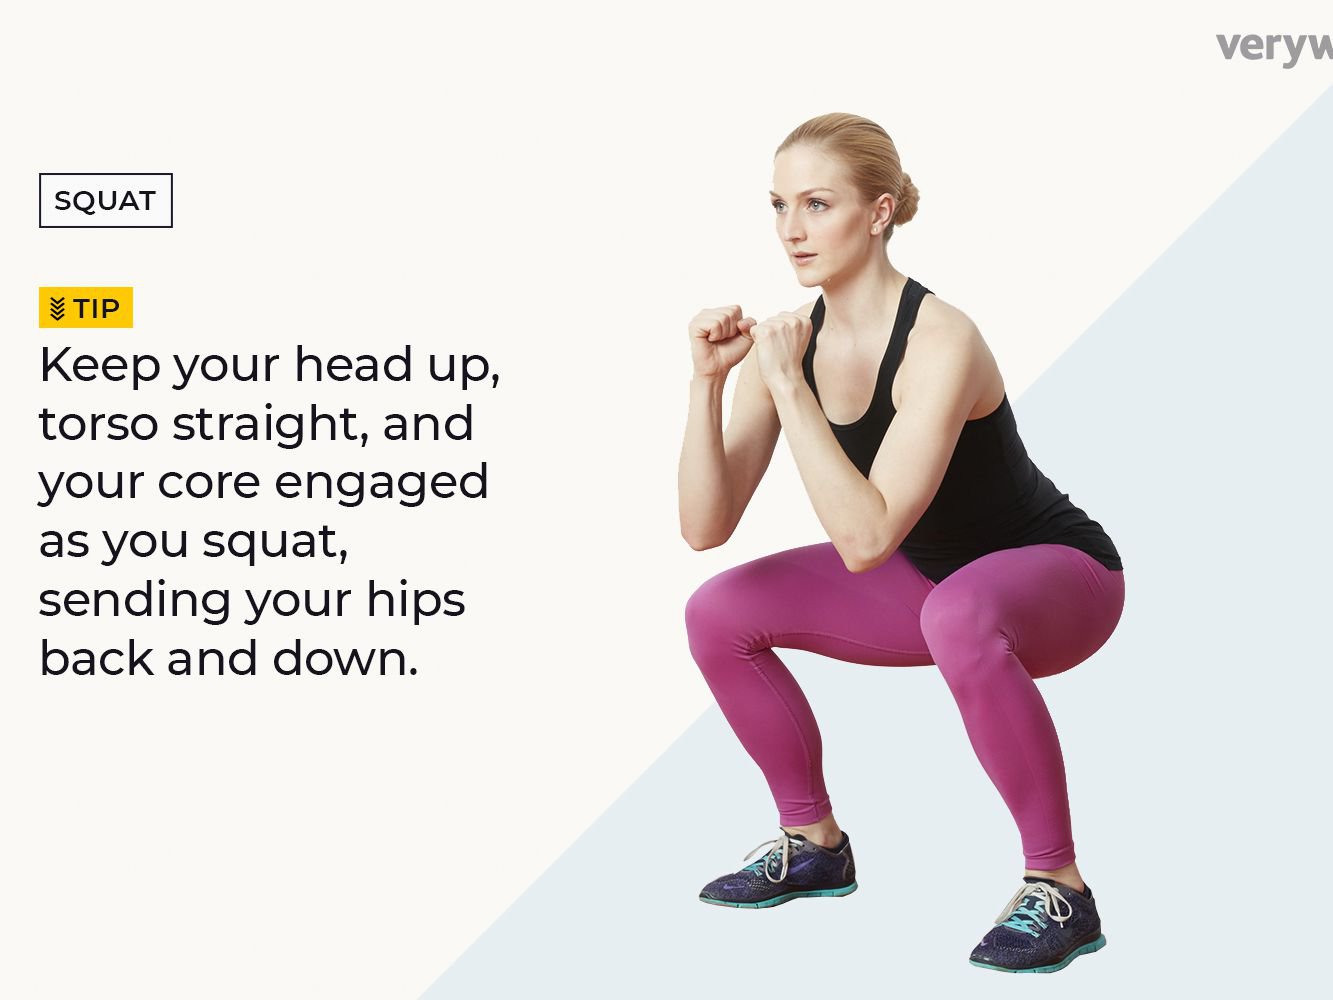 veryw
SQUAT
TIP
Keep your head up,
torso straight, and
your core engaged
as you squat,
sending your hips
back and down.